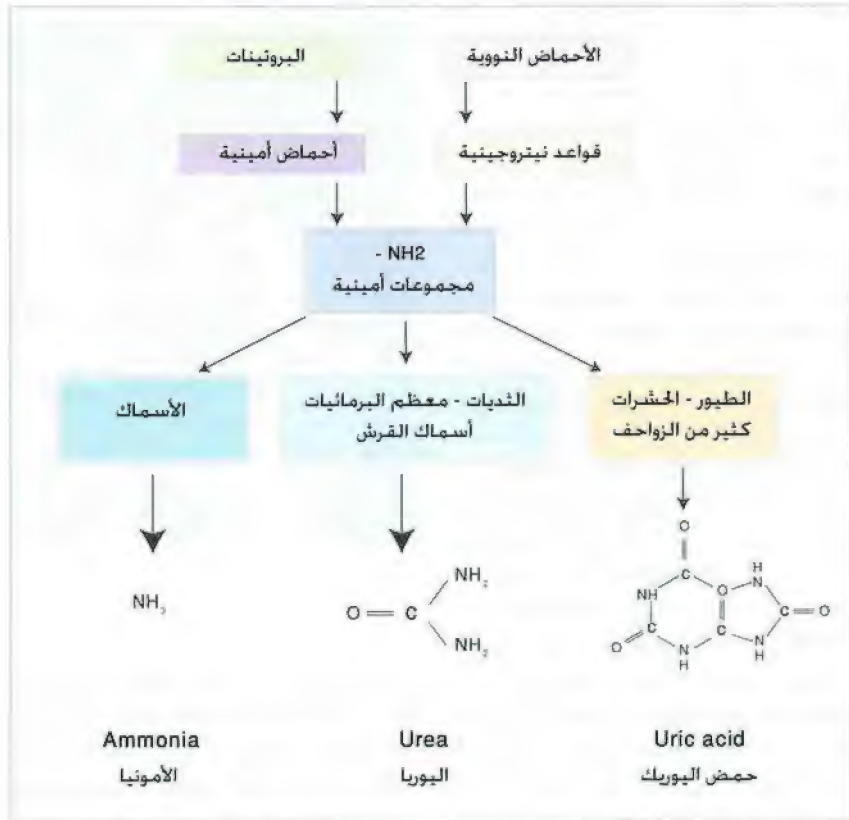 الأحماض النووية
البروتينات
قواعد نيتروجينية
أحماض أمينية
- NH2
مجموعات أمينية
الطيور - الحشرات
كثير من الزواحف
الثديات - معظم البرمائيات
أسماك القرش
الأسماك
NH₃
O = C
NH₂
NH₂
O
C
NH
O
H
N
C = O
O
C
C
N
H
N
H
Uric acid
حمض اليوريك
Urea
اليوريا
Ammonia
الأمونيا